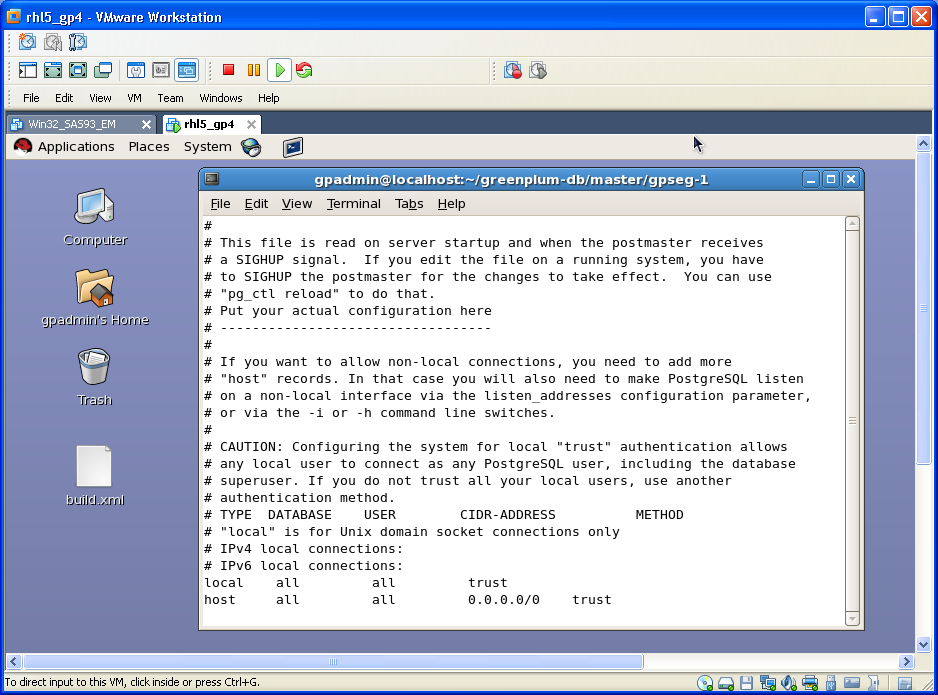 rhl5_gp4 - VMware Workstation
File Edit View VM Team Windows Help
Win32_SAS93_EM rhl5_gp4
Applications Places System
Computer
gpadmin's Home
Trash
build.xml
gpadmin@localhost:~/greenplum-db/master/gpseg-1
File Edit View Terminal Tabs Help
#
# This file is read on server startup and when the postmaster receives
# a SIGHUP signal.  If you edit the file on a running system, you have
# to SIGHUP the postmaster for the changes to take effect.  You can use
# "pg_ctl reload" to do that.
# Put your actual configuration here
# ----------------------------------
#
# If you want to allow non-local connections, you need to add more
# "host" records. In that case you will also need to make PostgreSQL listen
# on a non-local interface via the listen_addresses configuration parameter,
# or via the -i or -h command line switches.
#
# CAUTION: Configuring the system for local "trust" authentication allows
# any local user to connect as any PostgreSQL user, including the database
# superuser. If you do not trust all your local users, use another
# authentication method.
# TYPE  DATABASE    USER        CIDR-ADDRESS          METHOD
# "local" is for Unix domain socket connections only
# IPv4 local connections:
# IPv6 local connections:
local    all         all         trust
host     all         all         0.0.0.0/0    trust
To direct input to this VM, click inside or press Ctrl+G.